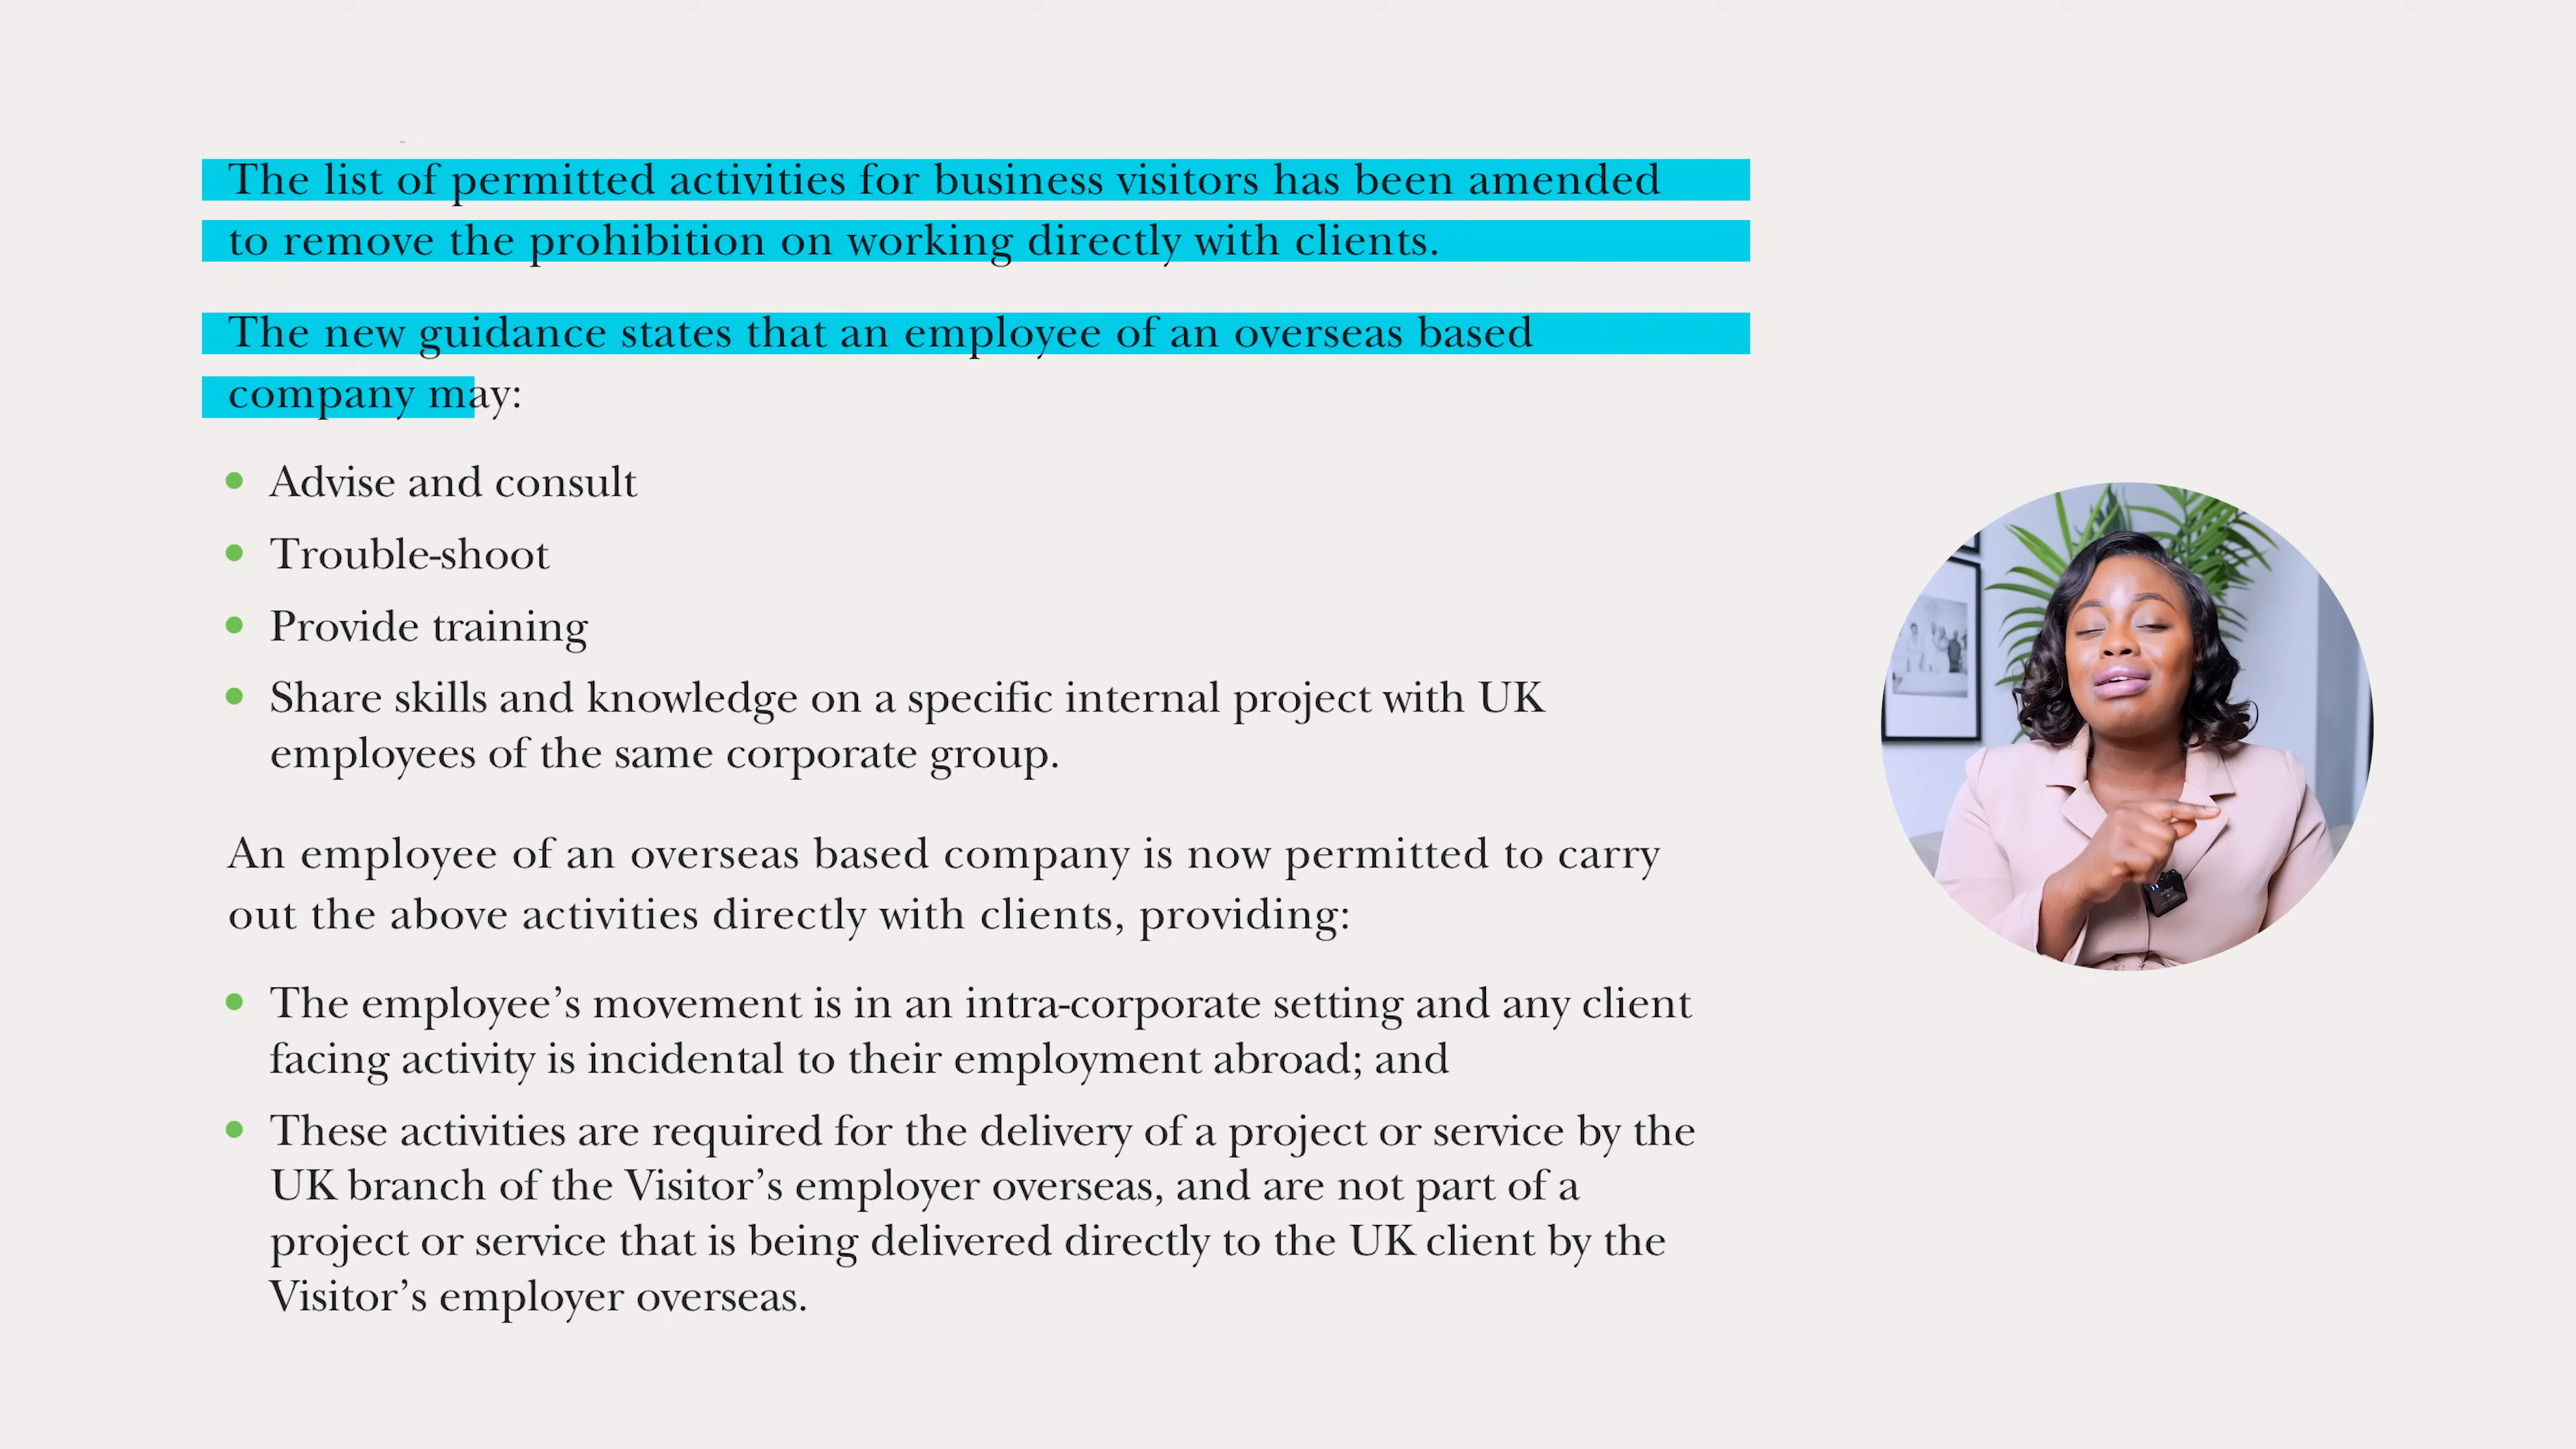 The list of permitted activities for business visitors has been amended
to remove the prohibition on working directly with clients.
The new guidance states that an employee of an overseas based
company may:
Advise and consult
Trouble-shoot
Provide training
Share skills and knowledge on a specific internal project with UK
employees of the same corporate group.
An employee of an overseas based company is now permitted to carry
out the above activities directly with clients, providing:
The employee’s movement is in an intra-corporate setting and any client
facing activity is incidental to their employment abroad; and
These activities are required for the delivery of a project or service by the
UK branch of the Visitor’s employer overseas, and are not part of a
project or service that is being delivered directly to the UK client by the
Visitor’s employer overseas.